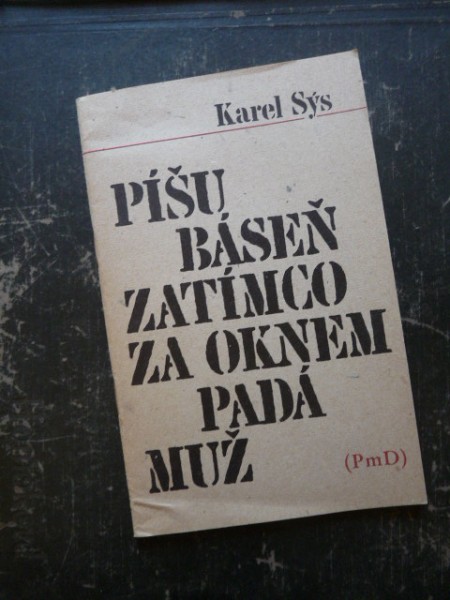 Karel Sýs
PÍŠU
BÁSEŇ
ZATÍMCO
ZA OKNEM
PADÁ
MUŽ
(PmD)